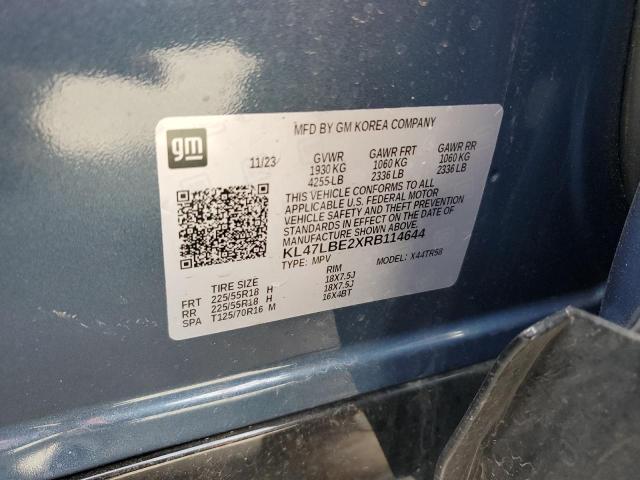 MFD BY GM KOREA COMPANY
gm
11/23 GVWR GAWR FRT GAWR RR
1930 KG 1060 KG 1060 KG
4255 LB 2336 LB 2336 LB
THIS VEHICLE CONFORMS TO ALL
APPLICABLE U.S. FEDERAL MOTOR
VEHICLE SAFETY AND THEFT PREVENTION
STANDARDS IN EFFECT ON THE DATE OF
MANUFACTURE SHOWN ABOVE.
KL47LBE2XRB114644
TYPE: MPV MODEL: X44TR58
TIRE SIZE RIM
FRT 225/55R18 H 18X7.5J
RR 225/55R18 H 18X7.5J
SPA T125/70R16 M 16X4BT